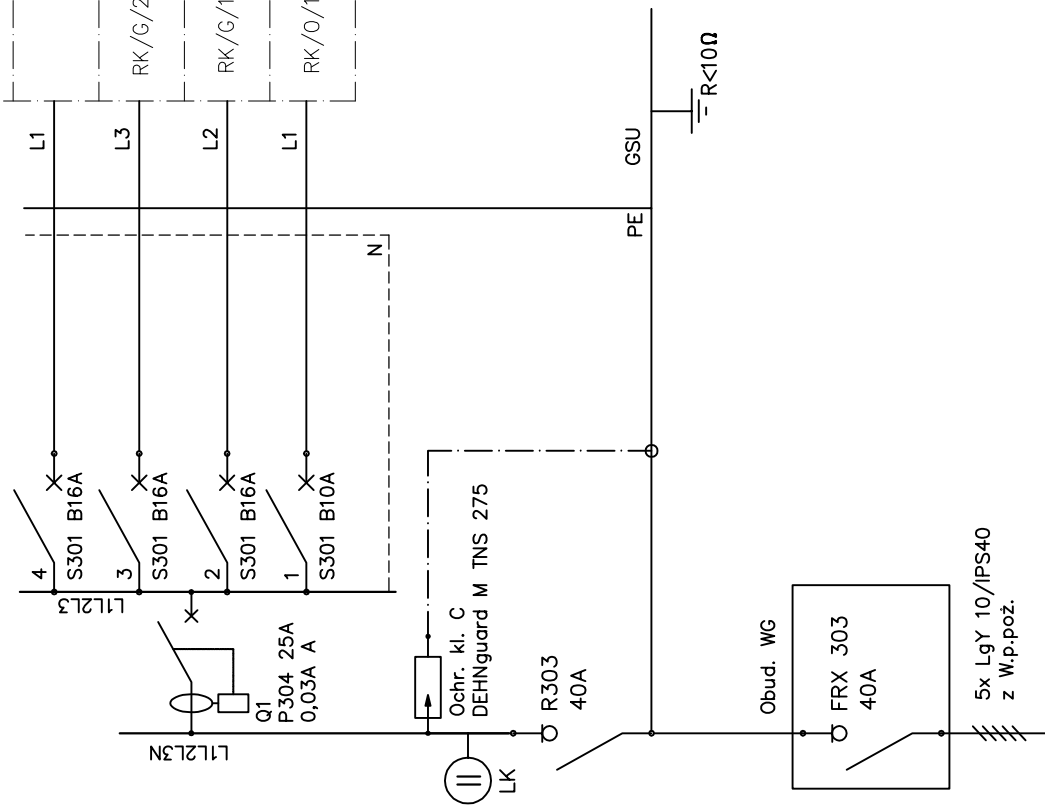 RK/G/2
RK/G/1
RK/O/1
L1
L3
L2
L1
R<10Ω
GSU
PE
N
4
S301 B16A
3
S301 B16A
2
S301 B16A
1
S301 B10A
L1L2L3
Q1
P304 25A
0,03A A
L1L2L3N
Ochr. kl. C
DEHNguard M TNS 275
LK
R303
40A
Obud. WG
FRX 303
40A
5x LgY 10/IPS40
z W.p.poż.